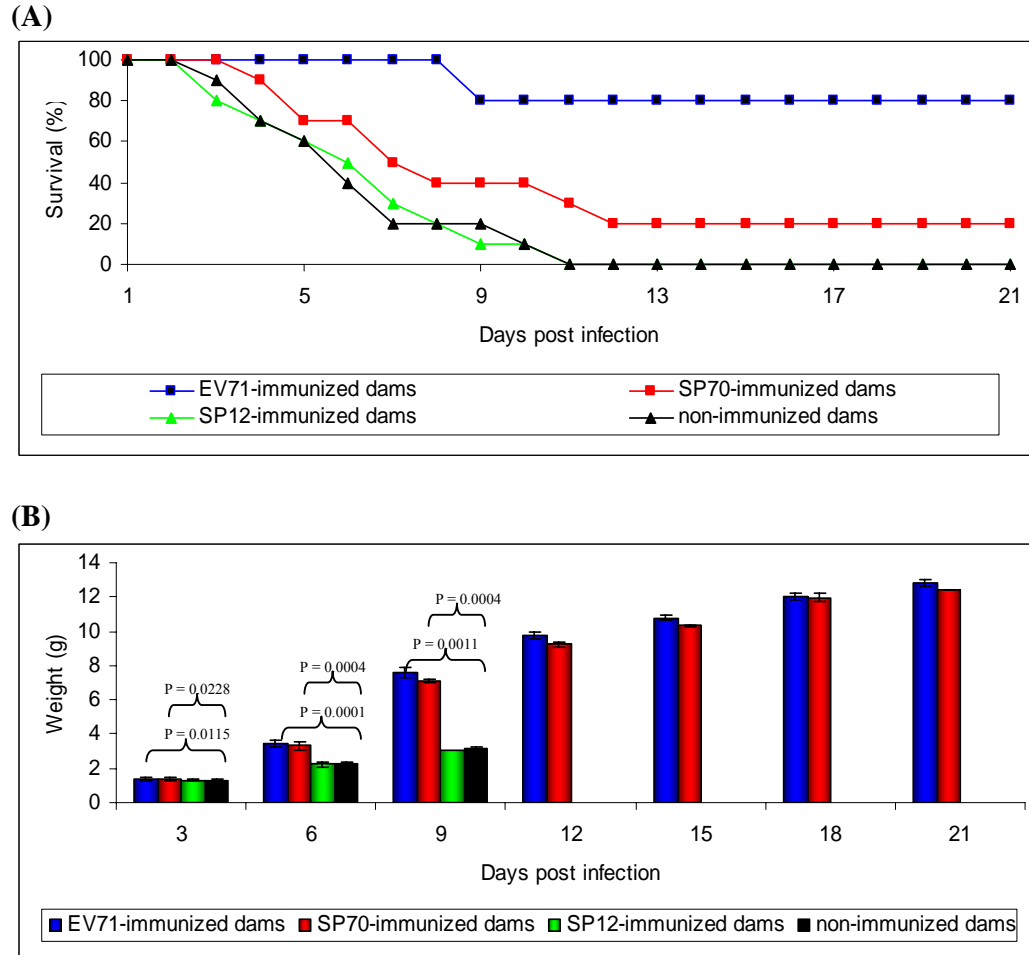 (A)
100
80
60
40
20
0
Survival (%)
1 5 9 13 17 21
Days post infection
EV71-immunized dams SP70-immunized dams
SP12-immunized dams non-immunized dams
(B)
14
12
10
8
6
4
2
0
Weight (g)
P = 0.0228
P = 0.0115
P = 0.0004
P = 0.0001
P = 0.0004
P = 0.0011
3 6 9 12 15 18 21
Days post infection
EV71-immunized dams SP70-immunized dams SP12-immunized dams non-immunized dams